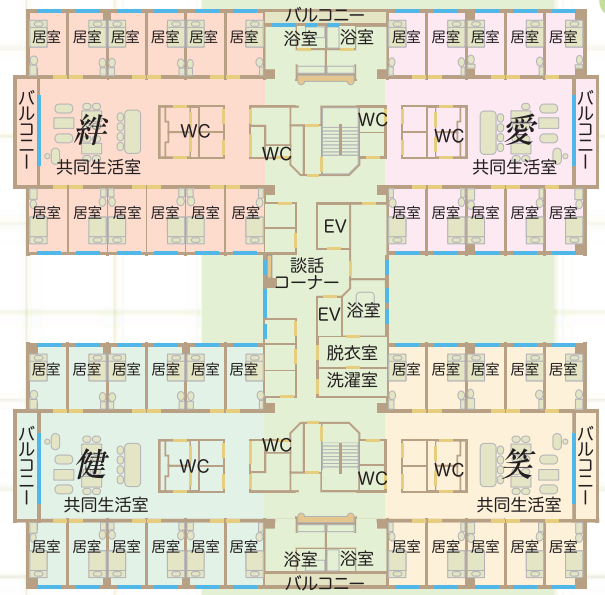 バルコニー
居室 居室 居室 居室 居室 居室 浴室 浴室 居室 居室 居室 居室 居室
バルコニー 絆 WC WC WC WC 愛 バルコニー
共同生活室 共同生活室
居室 居室 居室 居室 居室 居室 居室 居室 居室 居室 居室
EV
談話
コーナー
EV 浴室
脱衣室
洗濯室
居室 居室 居室 居室 居室 居室 居室 居室 居室 居室 居室
バルコニー 健 WC WC WC WC 笑 バルコニー
共同生活室 共同生活室
居室 居室 居室 居室 居室 居室 浴室 浴室 居室 居室 居室 居室 居室
バルコニー